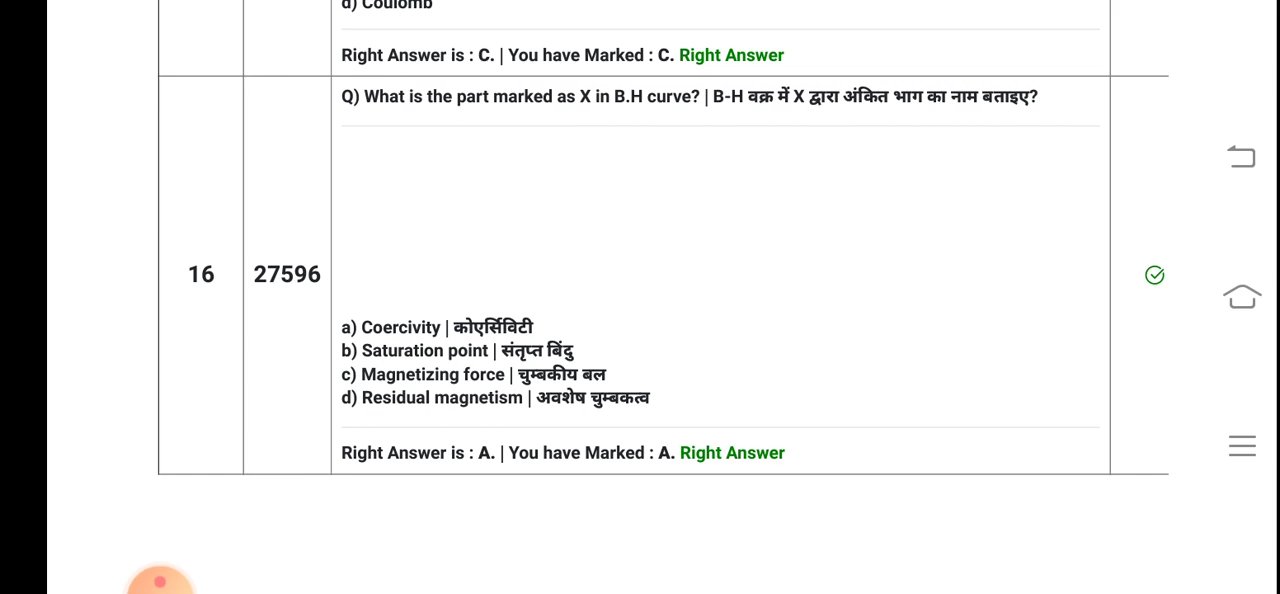 d) Coulomb
Right Answer is : C. | You have Marked : C. Right Answer
Q) What is the part marked as X in B.H curve? | B-H वक्र में X द्वारा अंकित भाग का नाम बताइए?
16
27596
a) Coercivity | कोएर्सिविटी
b) Saturation point | संतृप्त बिंदु
c) Magnetizing force | चुम्बकीय बल
d) Residual magnetism | अवशेष चुम्बकत्व
Right Answer is : A. | You have Marked : A. Right Answer